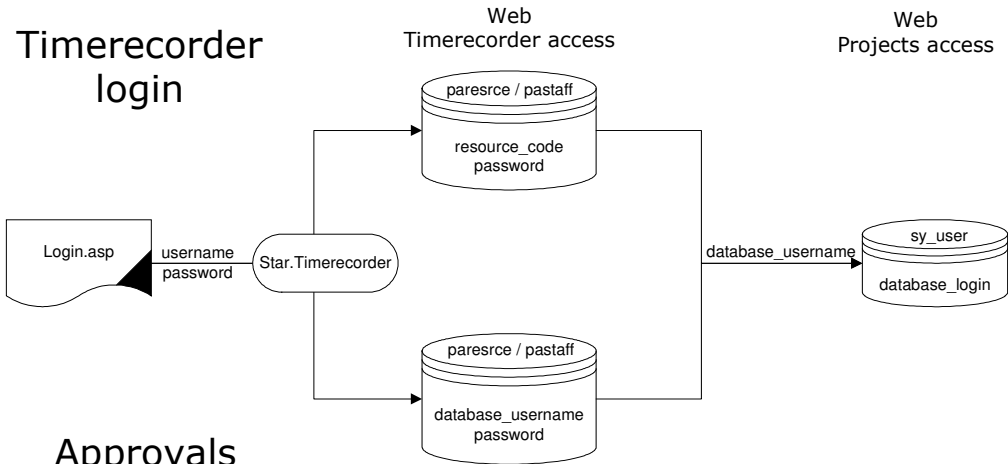 Timerecorder
login
Web
Timerecorder access
Web
Projects access
paresrce / pastaff
resource_code
password
Login.asp
username
password
Star.Timerecorder
database_username
sy_user
database_login
paresrce / pastaff
database_username
password
Approvals